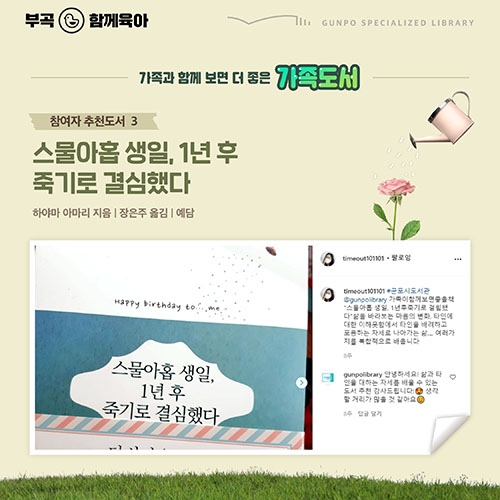 부곡 함께육아
GUNPO SPECIALIZED LIBRARY
가족과 함께 보면 더 좋은 가족도서
참여자 추천도서 3
스물아홉 생일, 1년 후
죽기로 결심했다
하야마 아마리 지음 | 장은주 옮김 | 예담
Happy birthday to... me
스물아홉 생일,
1년 후
죽기로 결심했다
timeout101101 • 팔로잉
timeout101101 #군포시도서관
@gunpolibrary 가족이함께보면좋을책
"스물아홉 생일, 1년후죽기로 결심했
다"삶을 바라보는 마음의 변화, 타인에
대한 이해못함에서 타인을 배려하고
포용하는 자세로 나아가는 삶.... 여러가
지를 복합적으로 배웁니다
gunpolibrary 안녕하세요! 삶과 타
인을 대하는 자세를 배울 수 있는
도서 추천 감사드립니다!😍 생각
할 거리가 많을 것 같아요😊
답글 달기